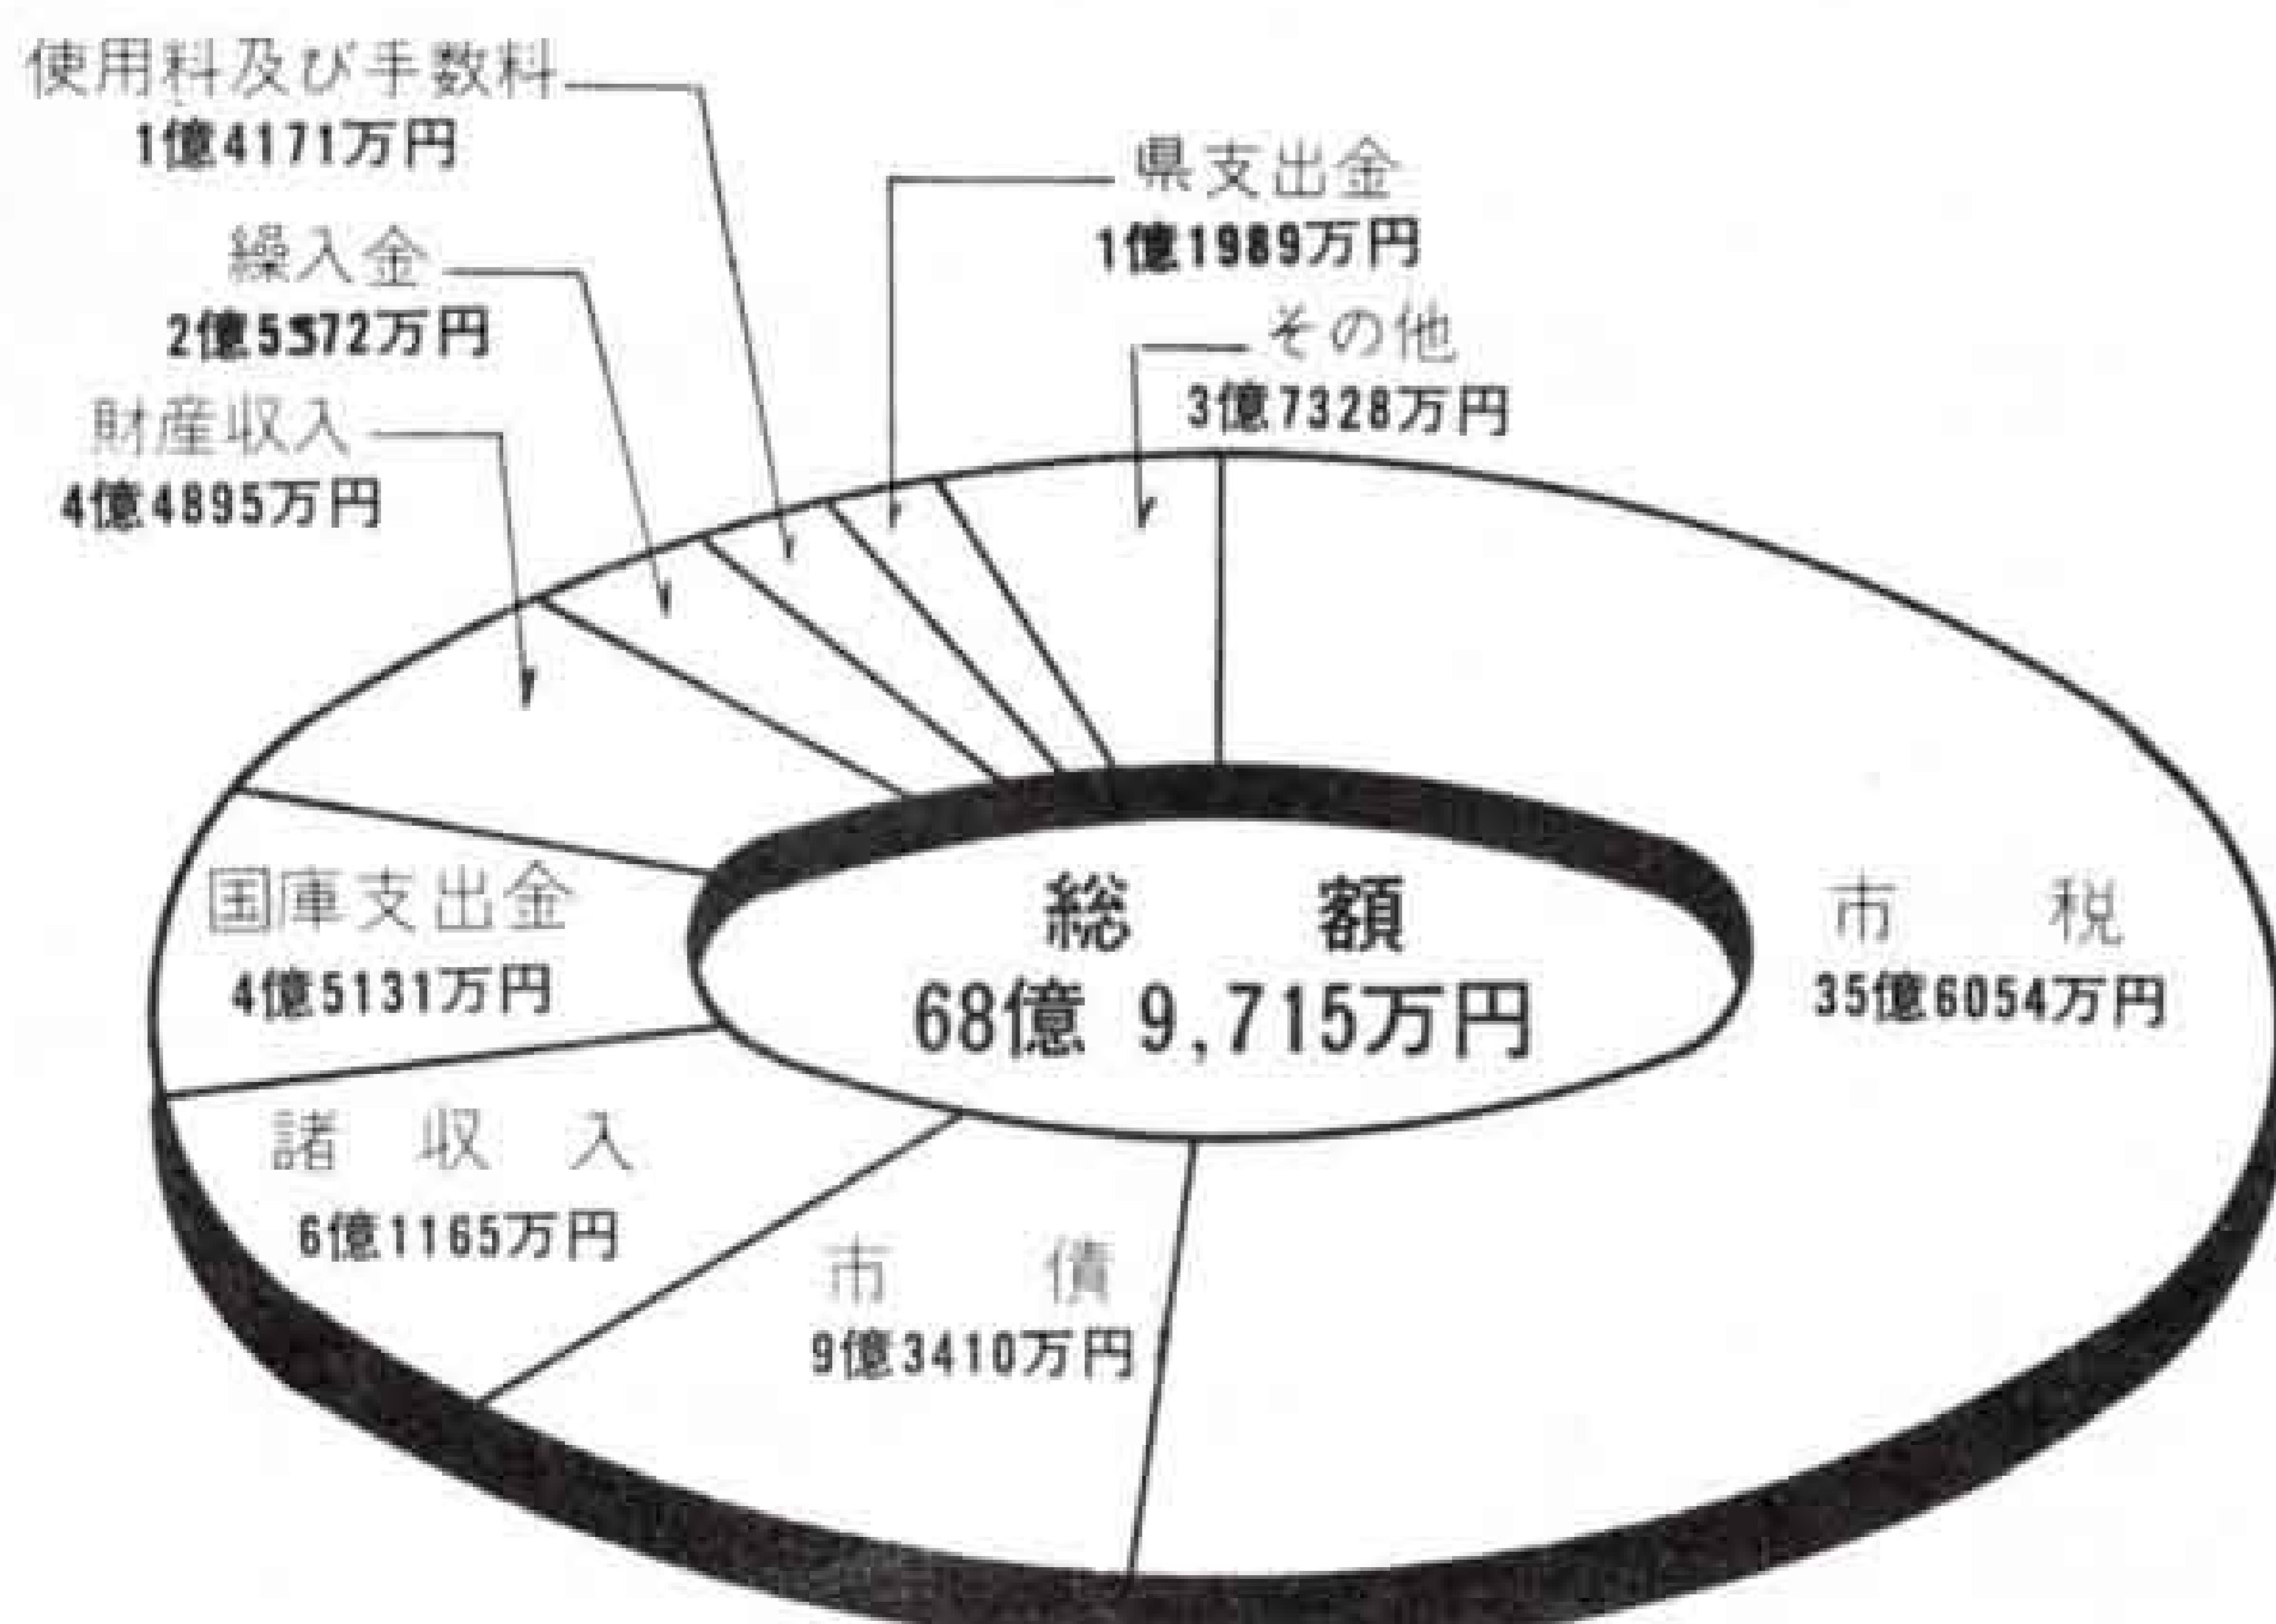 使用料及び手数料
1億4171万円
県支出金
1億1989万円
繰入金
2億5572万円
その他
3億7328万円
財産収入
4億4895万円
国庫支出金
4億5131万円
総額
68億 9,715万円
市税
35億6054万円
諸収入
6億1165万円
市債
9億3410万円